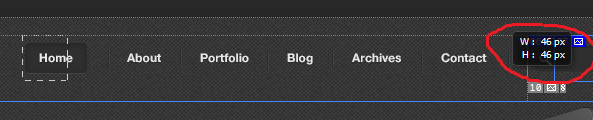 Home About Portfolio Blog Archives Contact
W : 46 px
H : 46 px
10 8